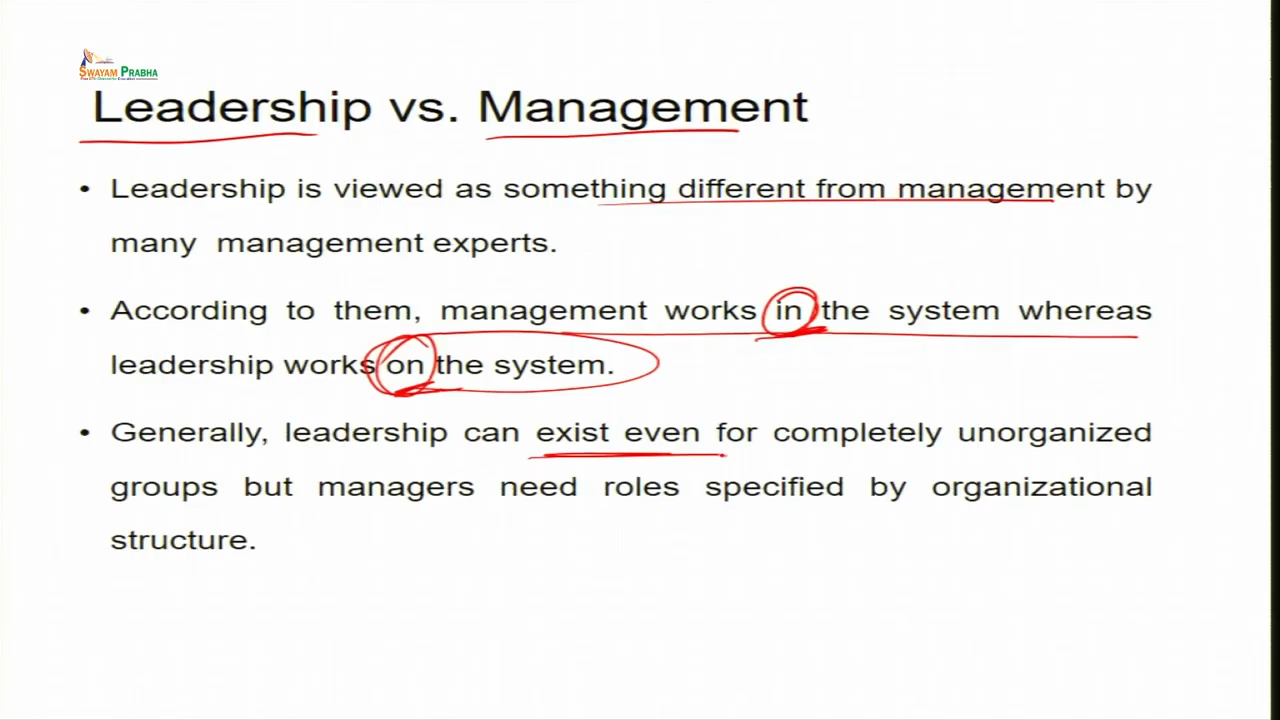 SWAYAM PRABHA
Leadership vs. Management
• Leadership is viewed as something different from management by
many management experts.
• According to them, management works in the system whereas
leadership works on the system.
• Generally, leadership can exist even for completely unorganized
groups but managers need roles specified by organizational
structure.